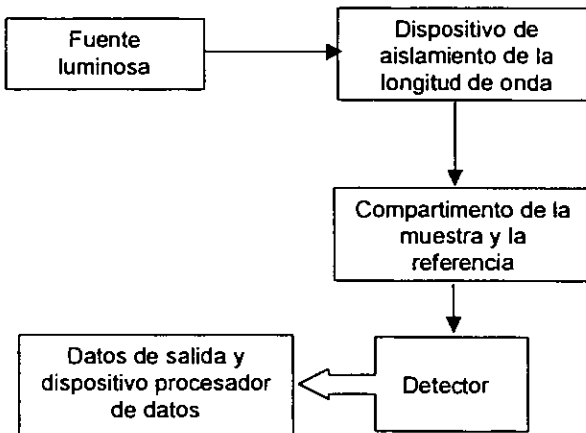 Fuente
luminosa
Dispositivo de
aislamiento de la
longitud de onda
Compartimento de la
muestra y la
referencia
Datos de salida y
dispositivo procesador
de datos
Detector